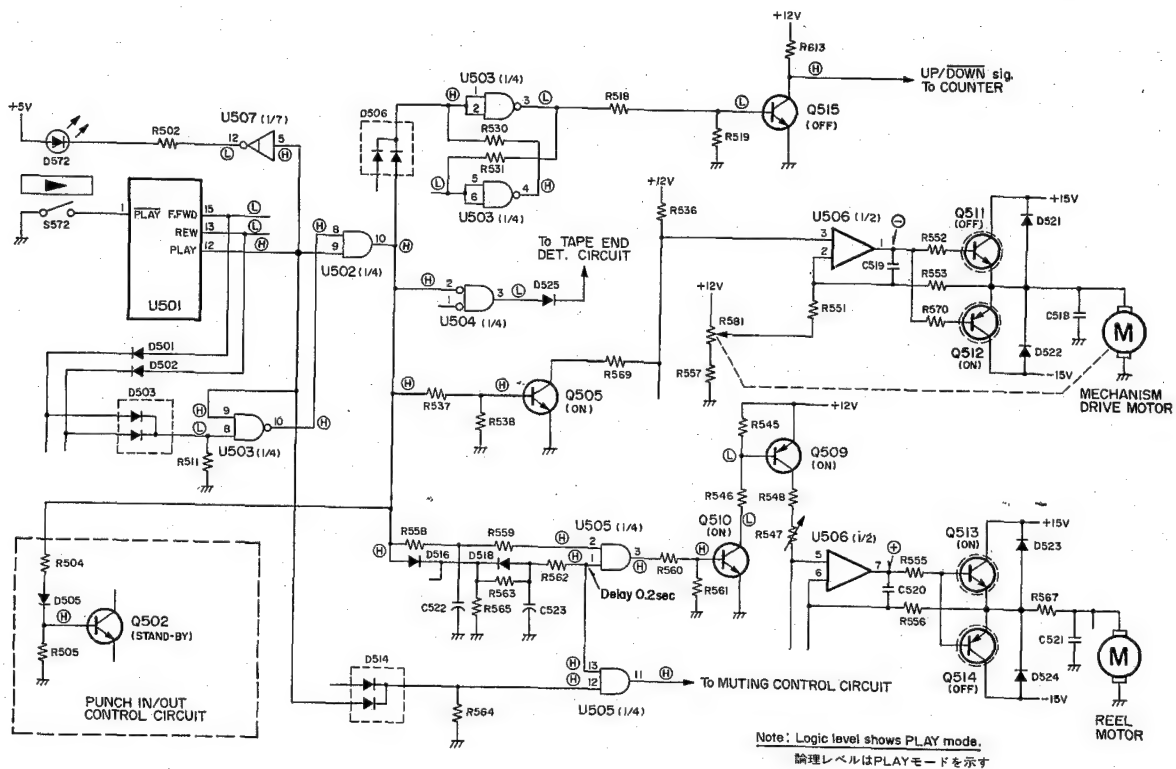 +12V
R613
UP/DOWN sig.
To COUNTER
Q515
(OFF)
U503 (1/4)
1
2
3
R518
R519
D506
R530
R531
5
6
4
U503 (1/4)
+5V
D572
R502
U507 (1/7)
12
5
S572
1
PLAY
F.FWD
15
REW
13
PLAY
12
U501
8
9
10
U502 (1/4)
To TAPE END
DET. CIRCUIT
2
1
3
D525
U504 (1/4)
+12V
R536
U506 (1/2)
3
2
1
C519
R552
R553
R570
Q511
(OFF)
Q512
(ON)
+15V
D521
D522
-15V
C518
M
MECHANISM
DRIVE MOTOR
+12V
R581
R551
R557
D501
D502
D503
9
8
10
U503 (1/4)
R511
R537
R538
Q505
(ON)
R569
+12V
R545
Q509
(ON)
R546
R548
R547
Q510
(ON)
R504
D505
Q502
(STAND-BY)
R505
PUNCH IN/OUT
CONTROL CIRCUIT
R558
R559
D516
D518
R562
R563
R565
C522
C523
U505 (1/4)
2
1
3
Delay 0.2sec
R560
R561
U506 (1/2)
5
6
7
C520
R555
R556
Q513
(ON)
Q514
(OFF)
+15V
D523
D524
-15V
R567
C521
M
REEL
MOTOR
D514
R564
13
12
11
U505 (1/4)
To MUTING CONTROL CIRCUIT
Note: Logic level shows PLAY mode.
論理レベルはPLAYモードを示す